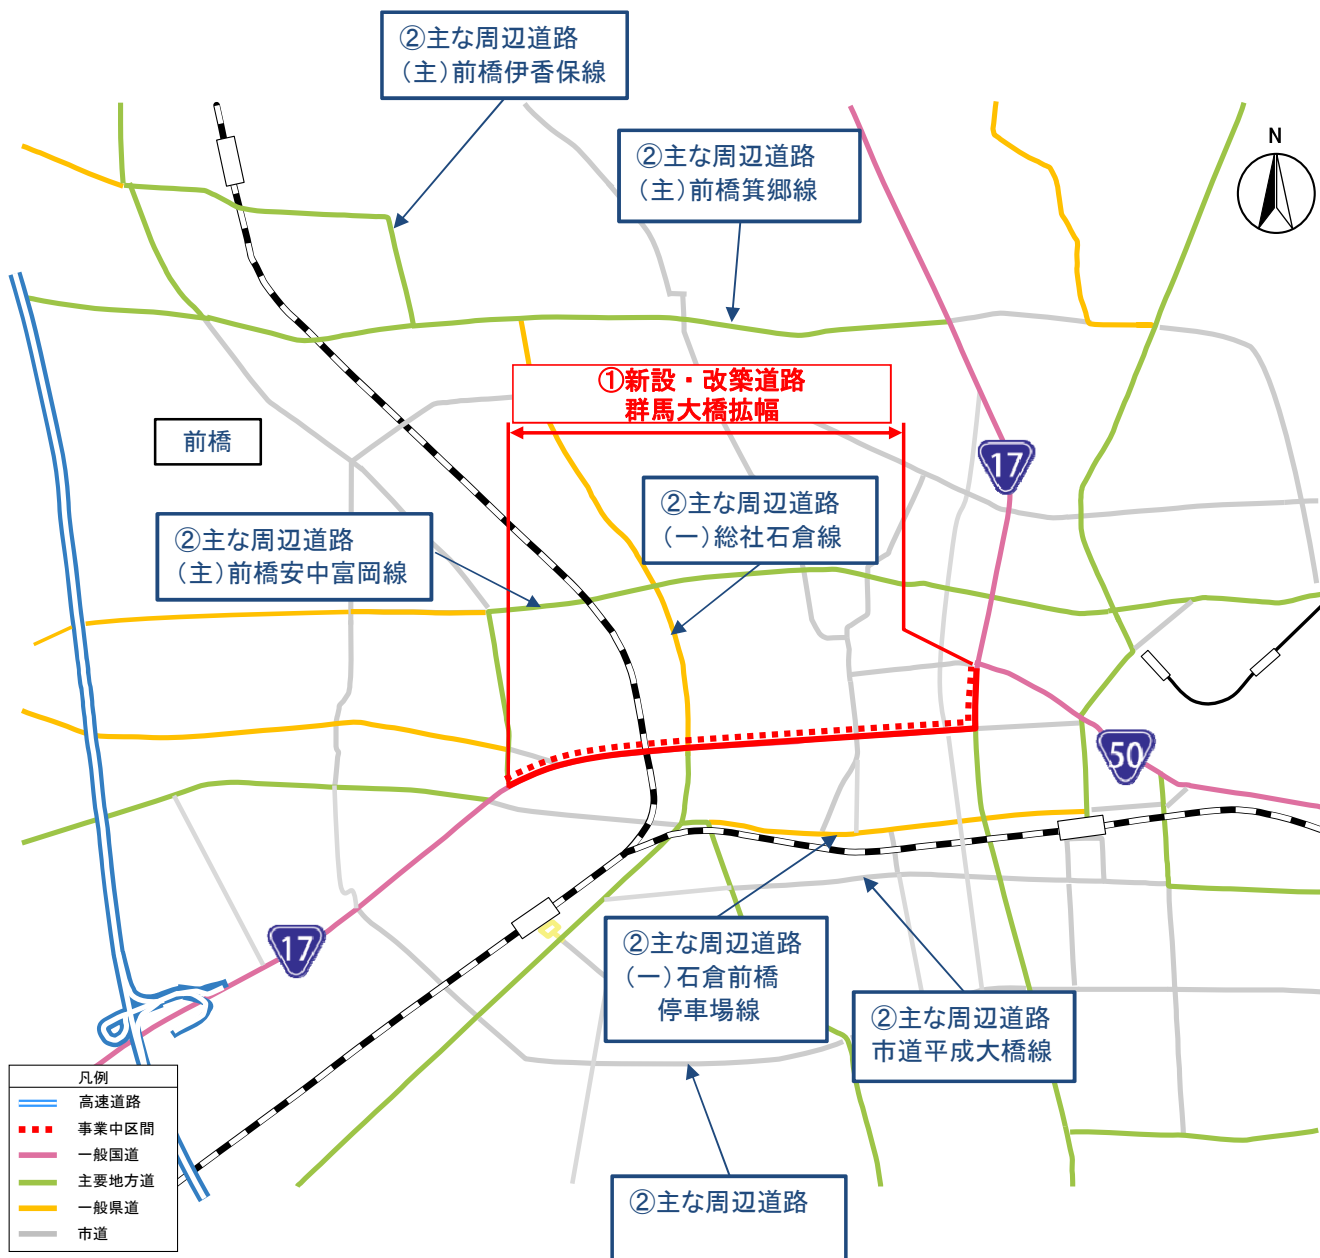 ②主な周辺道路
（主）前橋伊香保線
②主な周辺道路
（主）前橋箕郷線
N
①新設・改築道路
群馬大橋拡幅
前橋
17
②主な周辺道路
（一）総社石倉線
②主な周辺道路
（主）前橋安中富岡線
50
17
②主な周辺道路
（一）石倉前橋
停車場線
②主な周辺道路
市道平成大橋線
②主な周辺道路
凡例
高速道路
事業中区間
一般国道
主要地方道
一般県道
市道